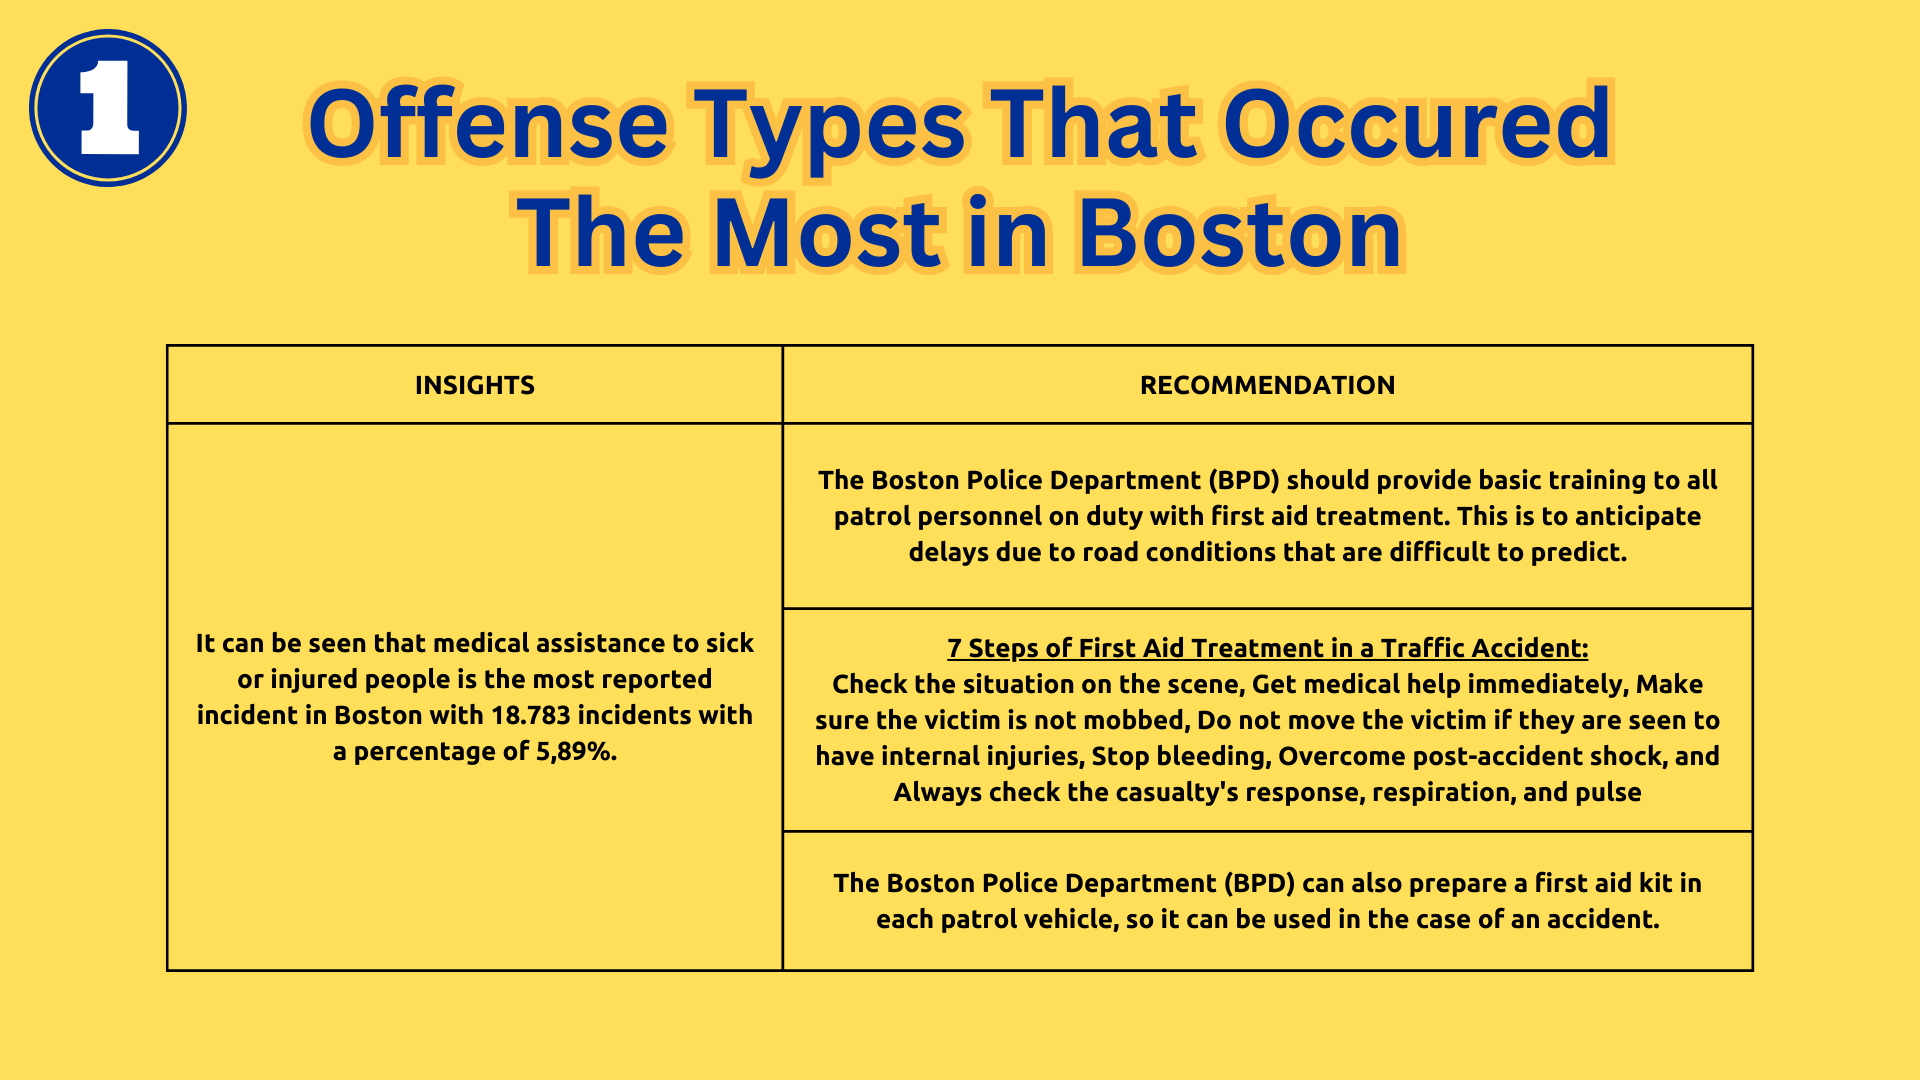 1
Offense Types That Occured
The Most in Boston
INSIGHTS
RECOMMENDATION
It can be seen that medical assistance to sick
or injured people is the most reported
incident in Boston with 18.783 incidents with
a percentage of 5,89%.
The Boston Police Department (BPD) should provide basic training to all
patrol personnel on duty with first aid treatment. This is to anticipate
delays due to road conditions that are difficult to predict.
7 Steps of First Aid Treatment in a Traffic Accident:
Check the situation on the scene, Get medical help immediately, Make
sure the victim is not mobbed, Do not move the victim if they are seen to
have internal injuries, Stop bleeding, Overcome post-accident shock, and
Always check the casualty's response, respiration, and pulse
The Boston Police Department (BPD) can also prepare a first aid kit in
each patrol vehicle, so it can be used in the case of an accident.